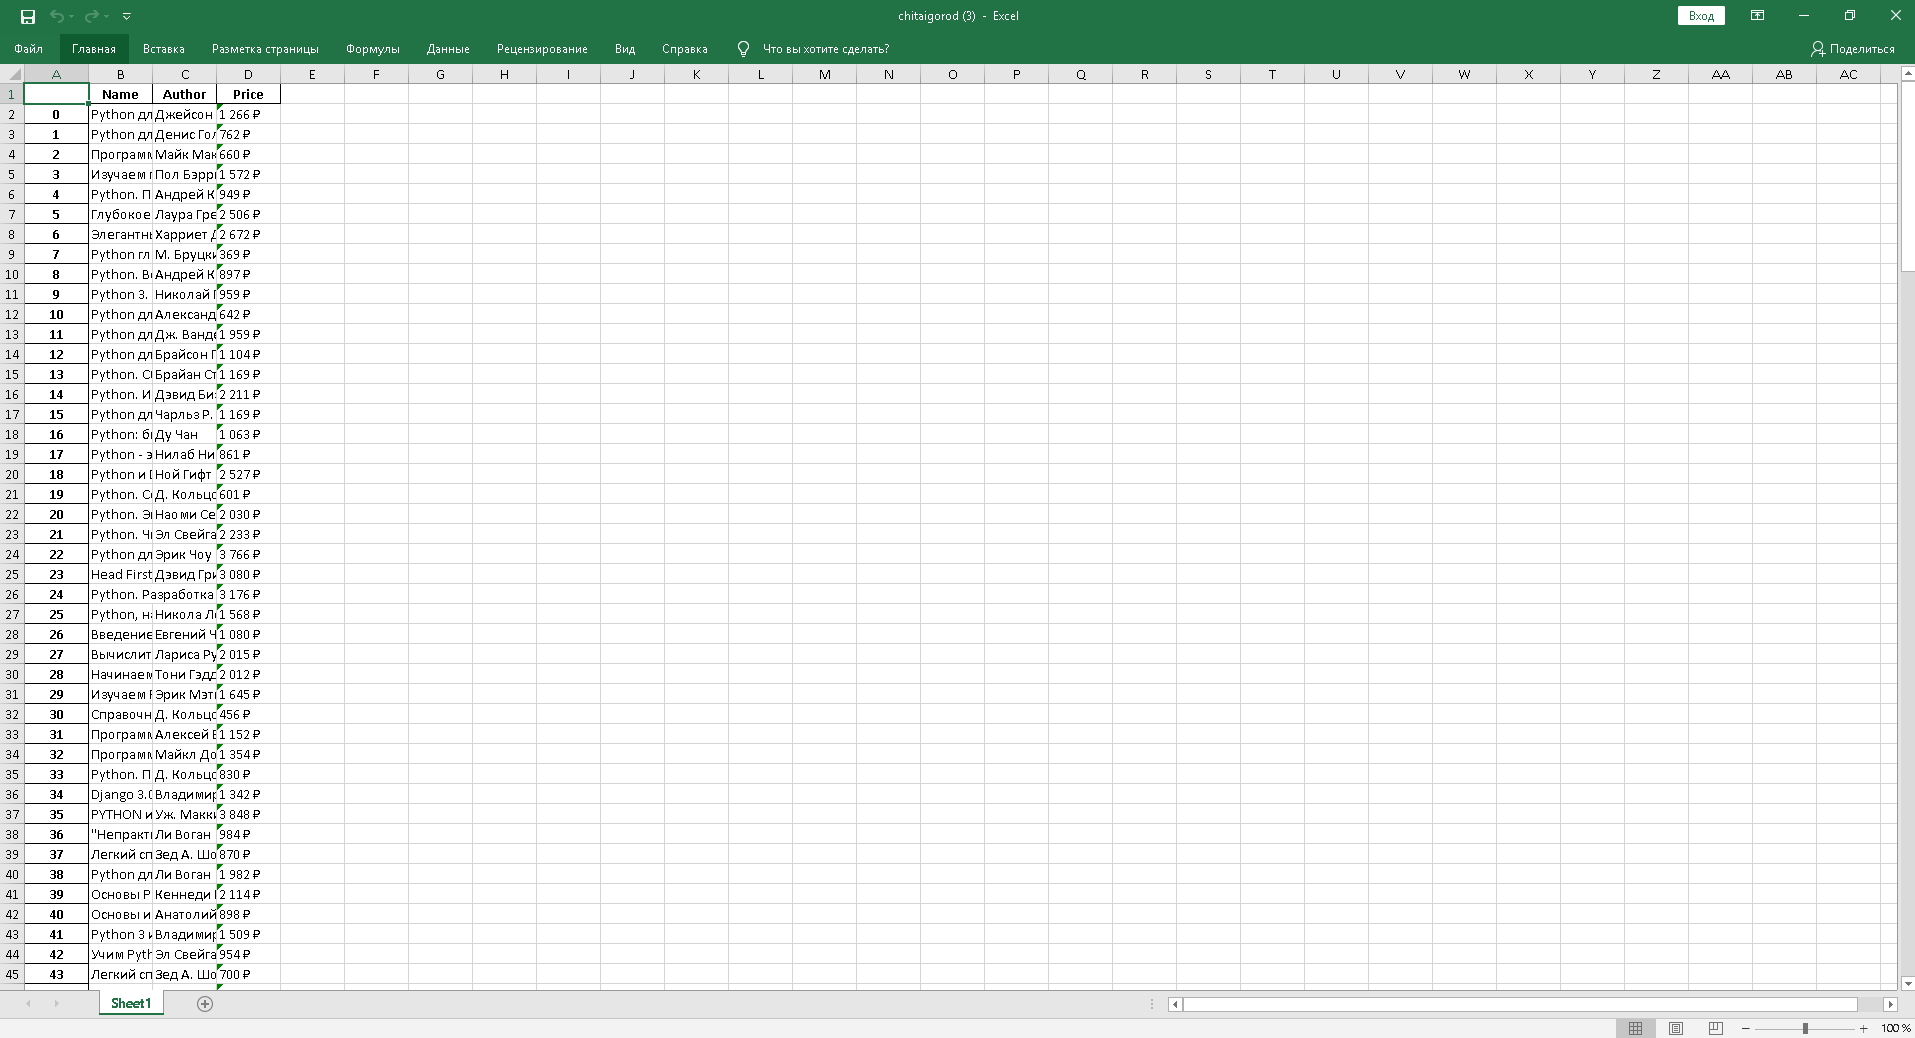 chitaigorod (3) - Excel
Вход
Файл Главная Вставка Разметка страницы Формулы Данные Рецензирование Вид Справка Что вы хотите сделать? Поделиться
A B C D E F G H I J K L M N O P Q R S T U V W X Y Z AA AB AC
1 Name Author Price
2 0 Python дл Джейсон 1 266 ₽
3 1 Python дл Денис Гол 762 ₽
4 2 Програм Майк Мак 660 ₽
5 3 Изучаем Пол Бэрр 1 572 ₽
6 4 Python. П Андрей К 949 ₽
7 5 Глубокое Лаура Гре 2 506 ₽
8 6 Элегантн Харриет Д 2 672 ₽
9 7 Python гл М. Бруцки 369 ₽
10 8 Python. В Андрей К 897 ₽
11 9 Python 3. Николай 959 ₽
12 10 Python дл Александ 642 ₽
13 11 Python дл Дж. Ванде 1 959 ₽
14 12 Python дл Брайсон П 1 104 ₽
15 13 Python. С Брайан Ст 1 169 ₽
16 14 Python. И Дэвид Би 2 211 ₽
17 15 Python дл Чарльз Р. 1 169 ₽
18 16 Python: б Ду Чан 1 063 ₽
19 17 Python - э Нилаб Ни 861 ₽
20 18 Python и Ной Гифт 2 527 ₽
21 19 Python. С Д. Кольцо 601 ₽
22 20 Python. Э Наоми Се 2 030 ₽
23 21 Python. Ч Эл Свейга 2 233 ₽
24 22 Python дл Эрик Чоу 3 766 ₽
25 23 Head First Дэвид Гри 3 080 ₽
26 24 Python. Разработка 3 176 ₽
27 25 Python, н Никола Л 1 568 ₽
28 26 Введение Евгений Ч 1 080 ₽
29 27 Вычислит Лариса Ру 2 015 ₽
30 28 Начинаем Тони Гэдд 2 012 ₽
31 29 Изучаем Эрик Мэт 1 645 ₽
32 30 Справочн Д. Кольцо 456 ₽
33 31 Програм Алексей 1 152 ₽
34 32 Програм Майкл До 1 354 ₽
35 33 Python. П Д. Кольцо 830 ₽
36 34 Django 3.0 Владимир 1 342 ₽
37 35 PYTHON и Уж. Макки 3 848 ₽
38 36 "Непракт Ли Воган 984 ₽
39 37 Легкий сп Зед А. Шо 870 ₽
40 38 Python дл Ли Воган 1 982 ₽
41 39 Основы P Кеннеди 2 114 ₽
42 40 Основы и Анатолий 898 ₽
43 41 Python 3 и Владимир 1 509 ₽
44 42 Учим Pyth Эл Свейга 954 ₽
45 43 Легкий сп Зед А. Шо 700 ₽
Sheet1
100 %